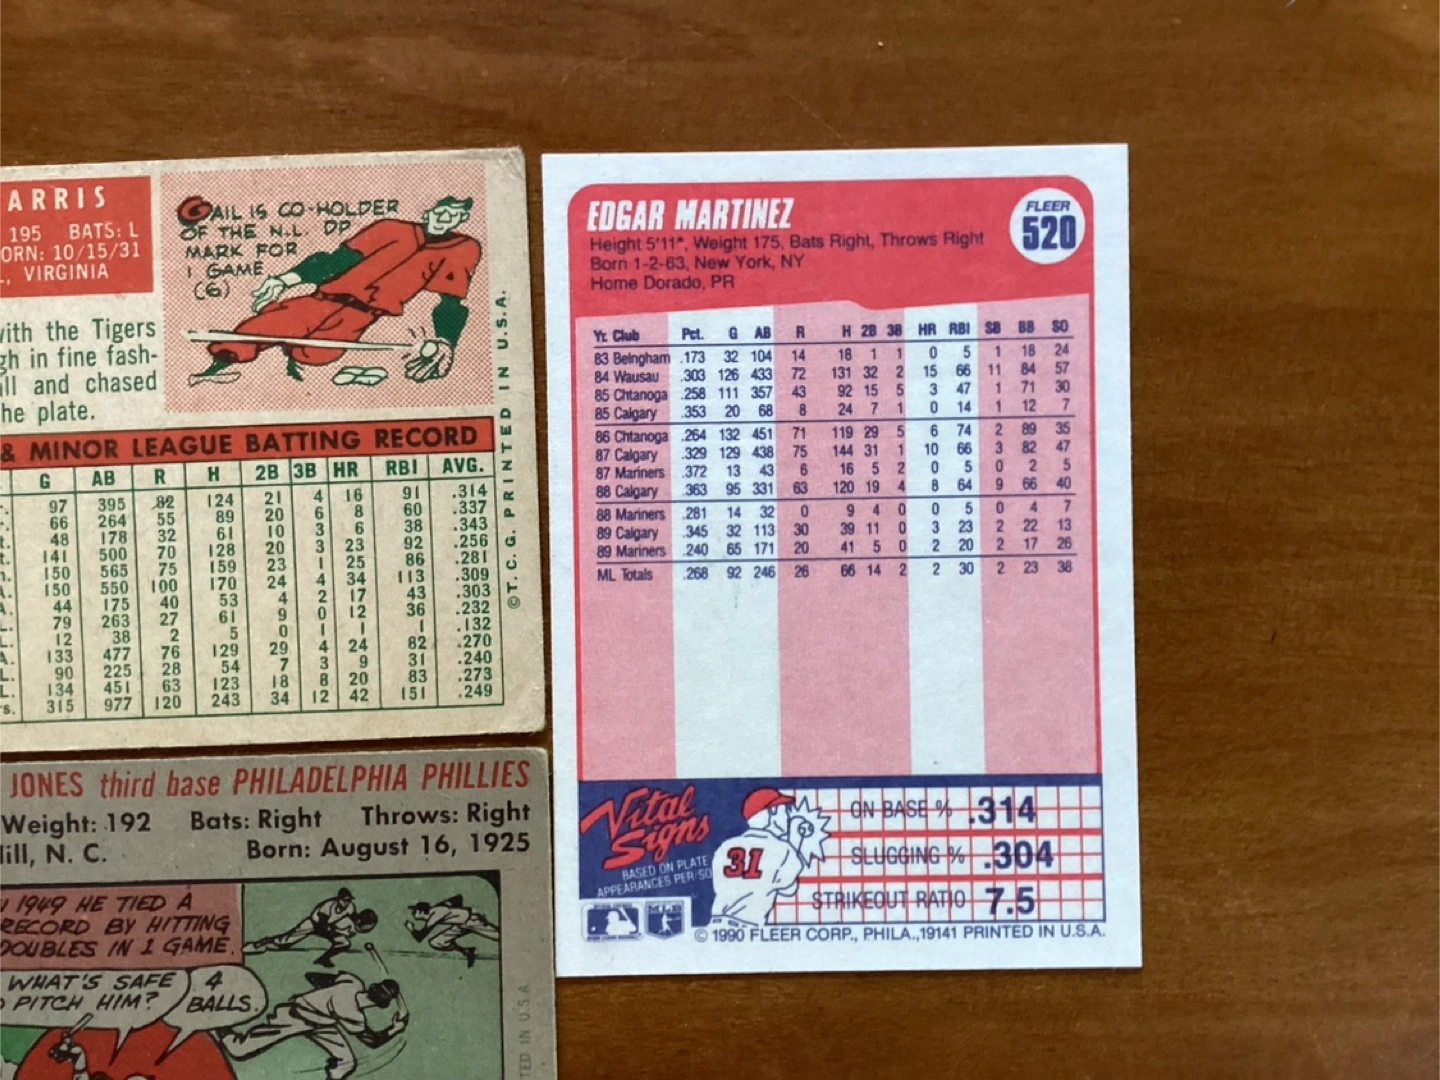 ARRIS
195 BATS: L
ORN: 10/15/31
VIRGINIA
with the Tigers
gh in fine fash-
ll and chased
he plate.
GAIL IS CO-HOLDER
OF THE N.L. DP
MARK FOR
1 GAME
(6)
& MINOR LEAGUE BATTING RECORD
G AB R H 2B 3B HR RBI AVG.
97 395 82 124 21 4 16 91 .314
66 264 55 89 20 6 8 60 .337
48 178 32 61 10 3 6 38 .343
141 500 70 128 20 3 23 92 .256
150 565 75 159 23 1 25 86 .281
150 550 100 170 24 4 34 113 .309
44 175 40 53 4 2 17 43 .303
79 263 27 61 9 0 12 36 .232
12 38 2 5 0 1 1 1 .132
133 477 76 129 29 4 24 82 .270
90 225 28 54 7 3 9 31 .240
134 451 63 123 18 8 20 83 .273
315 977 120 243 34 12 42 151 .249
©T. C. G. PRINTED IN U.S.A.
JONES third base PHILADELPHIA PHILLIES
Weight: 192 Bats: Right Throws: Right
Hill, N. C. Born: August 16, 1925
1949 HE TIED A
RECORD BY HITTING
DOUBLES IN 1 GAME.
WHAT'S SAFE
PITCH HIM?
4
BALLS.
TED IN U.S.A.
EDGAR MARTINEZ
FLEER
520
Height 5'11", Weight 175, Bats Right, Throws Right
Born 1-2-63, New York, NY
Home Dorado, PR
Yr. Club Pct. G AB R H 2B 3B HR RBI SB BB SO
83 Belngham .173 32 104 14 18 1 1 0 5 1 18 24
84 Wausau .303 126 433 72 131 32 2 15 66 11 84 57
85 Chtanoga .258 111 357 43 92 15 5 3 47 1 71 30
85 Calgary .353 20 68 8 24 7 1 0 14 1 12 7
86 Chtanoga .264 132 451 71 119 29 5 6 74 2 89 35
87 Calgary .329 129 438 75 144 31 1 10 66 3 82 47
87 Mariners .372 13 43 6 16 5 2 0 5 0 2 5
88 Calgary .363 95 331 63 120 19 4 8 64 9 66 40
88 Mariners .281 14 32 0 9 4 0 0 5 0 4 7
89 Calgary .345 32 113 30 39 11 0 3 23 2 22 13
89 Mariners .240 65 171 20 41 5 0 2 20 2 17 26
ML Totals .268 92 246 26 66 14 2 2 30 2 23 38
Vital
Signs
BASED ON PLATE
APPEARANCES PER/SO
31
ON BASE % .314
SLUGGING % .304
STRIKEOUT RATIO 7.5
© 1990 FLEER CORP., PHILA.,19141 PRINTED IN U.S.A.